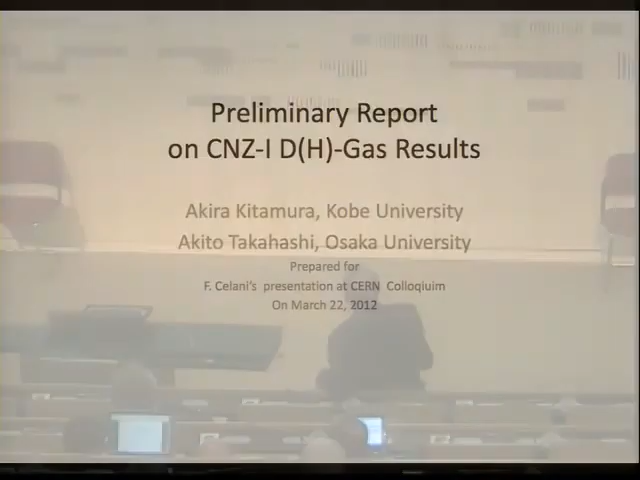 Preliminary Report
on CNZ-I D(H)-Gas Results
Akira Kitamura, Kobe University
Akito Takahashi, Osaka University
Prepared for
F. Celani's presentation at CERN Colloqiuim
On March 22, 2012